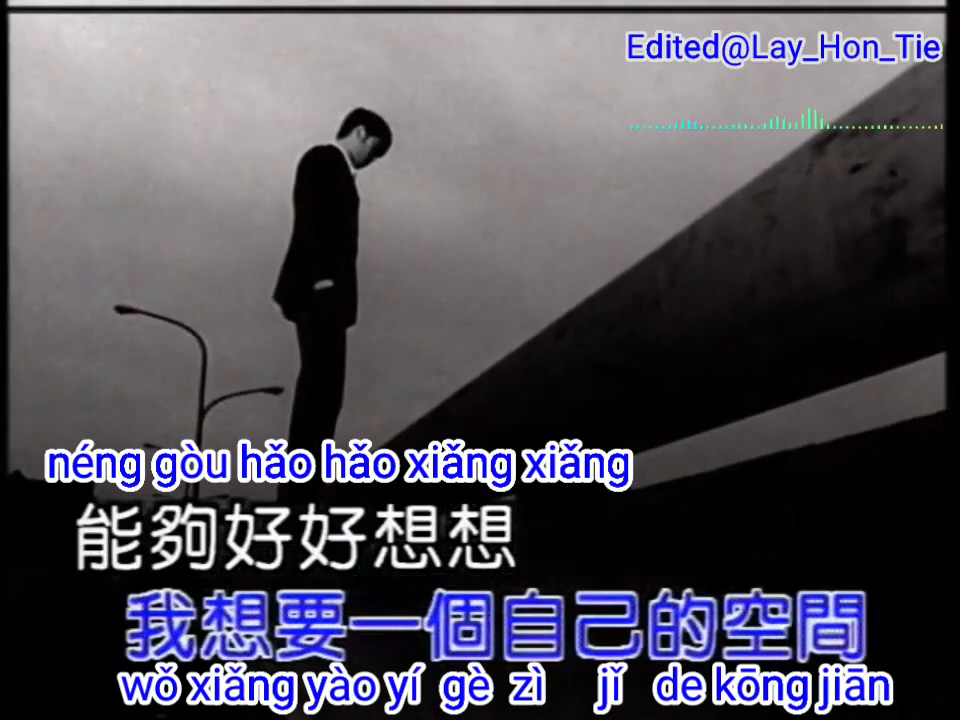 Edited@Lay_Hon_Tie
néng gòu hǎo hǎo xiǎng xiǎng
能夠好好想想
我想要一個自己的空間
wǒ xiǎng yào yí gè zì jǐ de kōng jiān